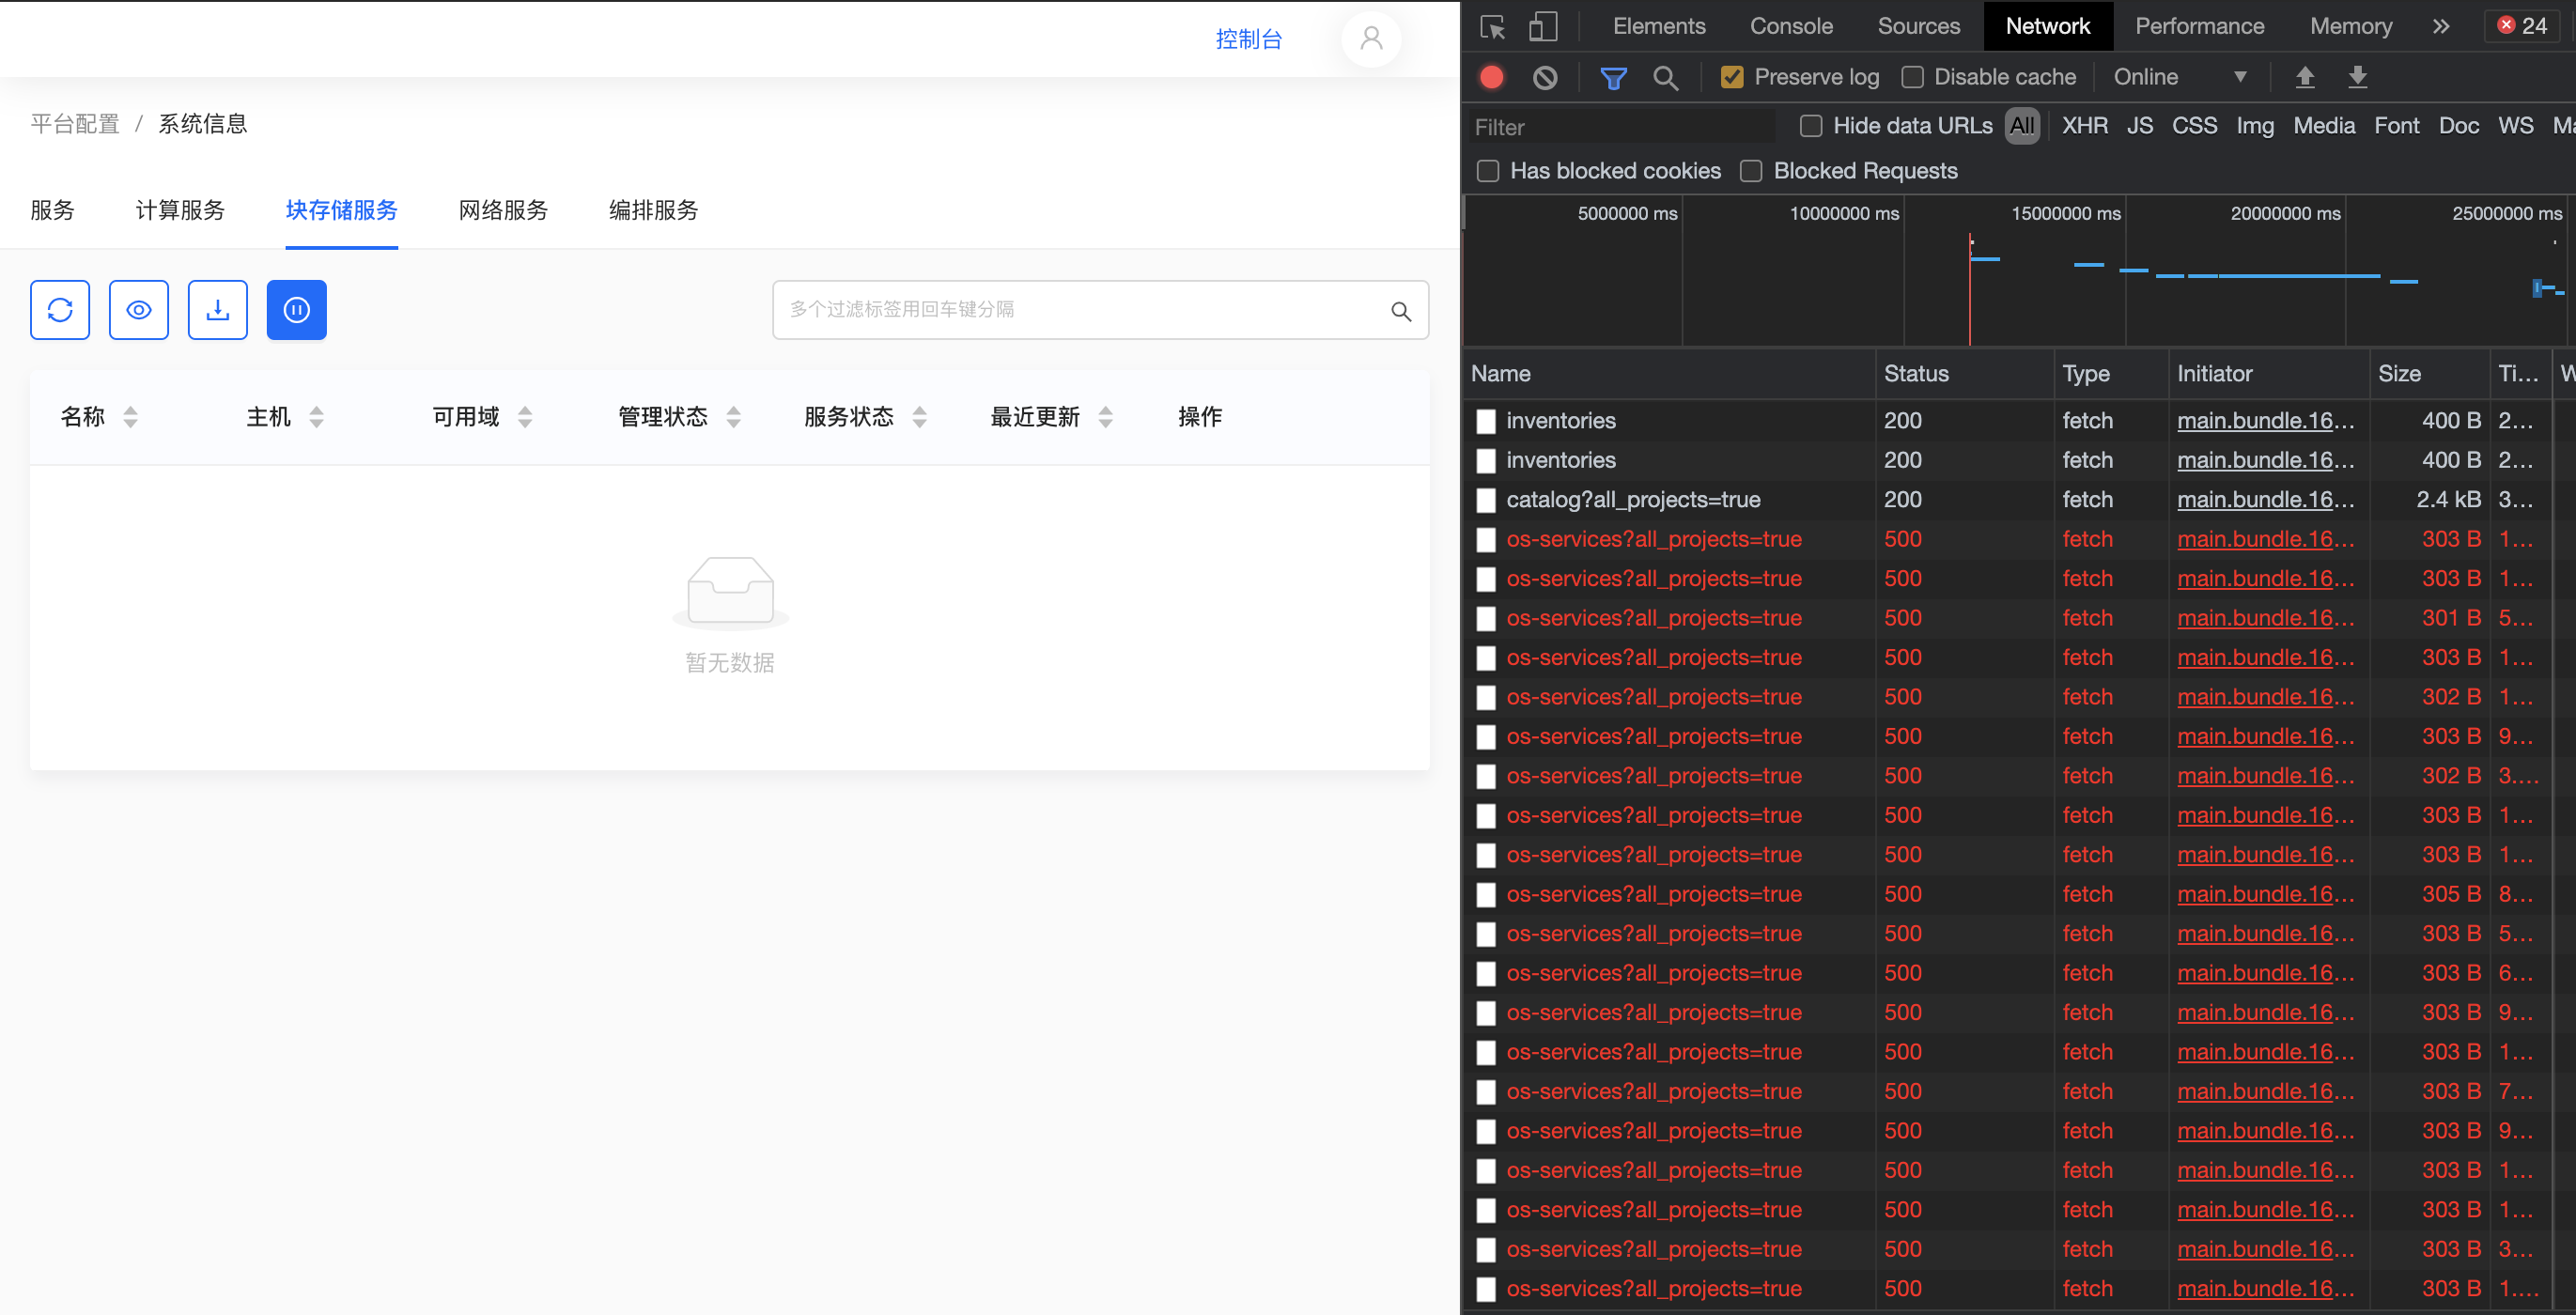 控制台
平台配置 / 系统信息
服务 计算服务 块存储服务 网络服务 编排服务
多个过滤标签用回车键分隔
名称 主机 可用域 管理状态 服务状态 最近更新 操作
暂无数据
Elements Console Sources Network Performance Memory 24
Preserve log Disable cache Online
Filter Hide data URLs All XHR JS CSS Img Media Font Doc WS
Has blocked cookies Blocked Requests
5000000 ms 10000000 ms 15000000 ms 20000000 ms 25000000 ms
Name Status Type Initiator Size Ti...
inventories 200 fetch main.bundle.16... 400 B 2...
inventories 200 fetch main.bundle.16... 400 B 2...
catalog?all_projects=true 200 fetch main.bundle.16... 2.4 kB 3...
os-services?all_projects=true 500 fetch main.bundle.16... 303 B 1...
os-services?all_projects=true 500 fetch main.bundle.16... 303 B 1...
os-services?all_projects=true 500 fetch main.bundle.16... 301 B 5...
os-services?all_projects=true 500 fetch main.bundle.16... 303 B 1...
os-services?all_projects=true 500 fetch main.bundle.16... 302 B 1...
os-services?all_projects=true 500 fetch main.bundle.16... 303 B 9...
os-services?all_projects=true 500 fetch main.bundle.16... 302 B 3....
os-services?all_projects=true 500 fetch main.bundle.16... 303 B 1...
os-services?all_projects=true 500 fetch main.bundle.16... 303 B 1...
os-services?all_projects=true 500 fetch main.bundle.16... 305 B 8...
os-services?all_projects=true 500 fetch main.bundle.16... 303 B 5...
os-services?all_projects=true 500 fetch main.bundle.16... 303 B 6...
os-services?all_projects=true 500 fetch main.bundle.16... 303 B 9...
os-services?all_projects=true 500 fetch main.bundle.16... 303 B 1...
os-services?all_projects=true 500 fetch main.bundle.16... 303 B 7...
os-services?all_projects=true 500 fetch main.bundle.16... 303 B 9...
os-services?all_projects=true 500 fetch main.bundle.16... 303 B 1...
os-services?all_projects=true 500 fetch main.bundle.16... 303 B 1...
os-services?all_projects=true 500 fetch main.bundle.16... 303 B 3...
os-services?all_projects=true 500 fetch main.bundle.16... 303 B 1....